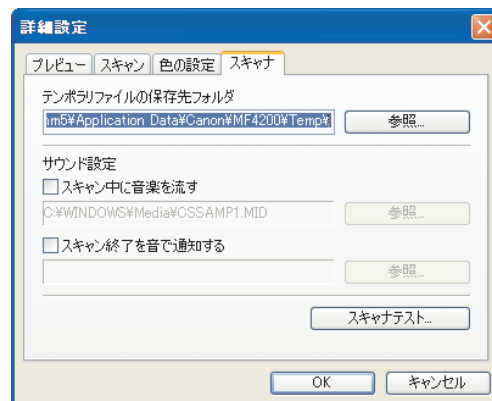 詳細設定
プレビュー スキャン 色の設定 スキャナ
テンポラリファイルの保存先フォルダ
\Application Data\Canon\MF4200\Temp\ 参照...
サウンド設定
スキャン中に音楽を流す
C:¥WINDOWS¥Media¥CSSAMP1.MID 参照...
スキャン終了を音で通知する
参照...
スキャナテスト...
OK キャンセル